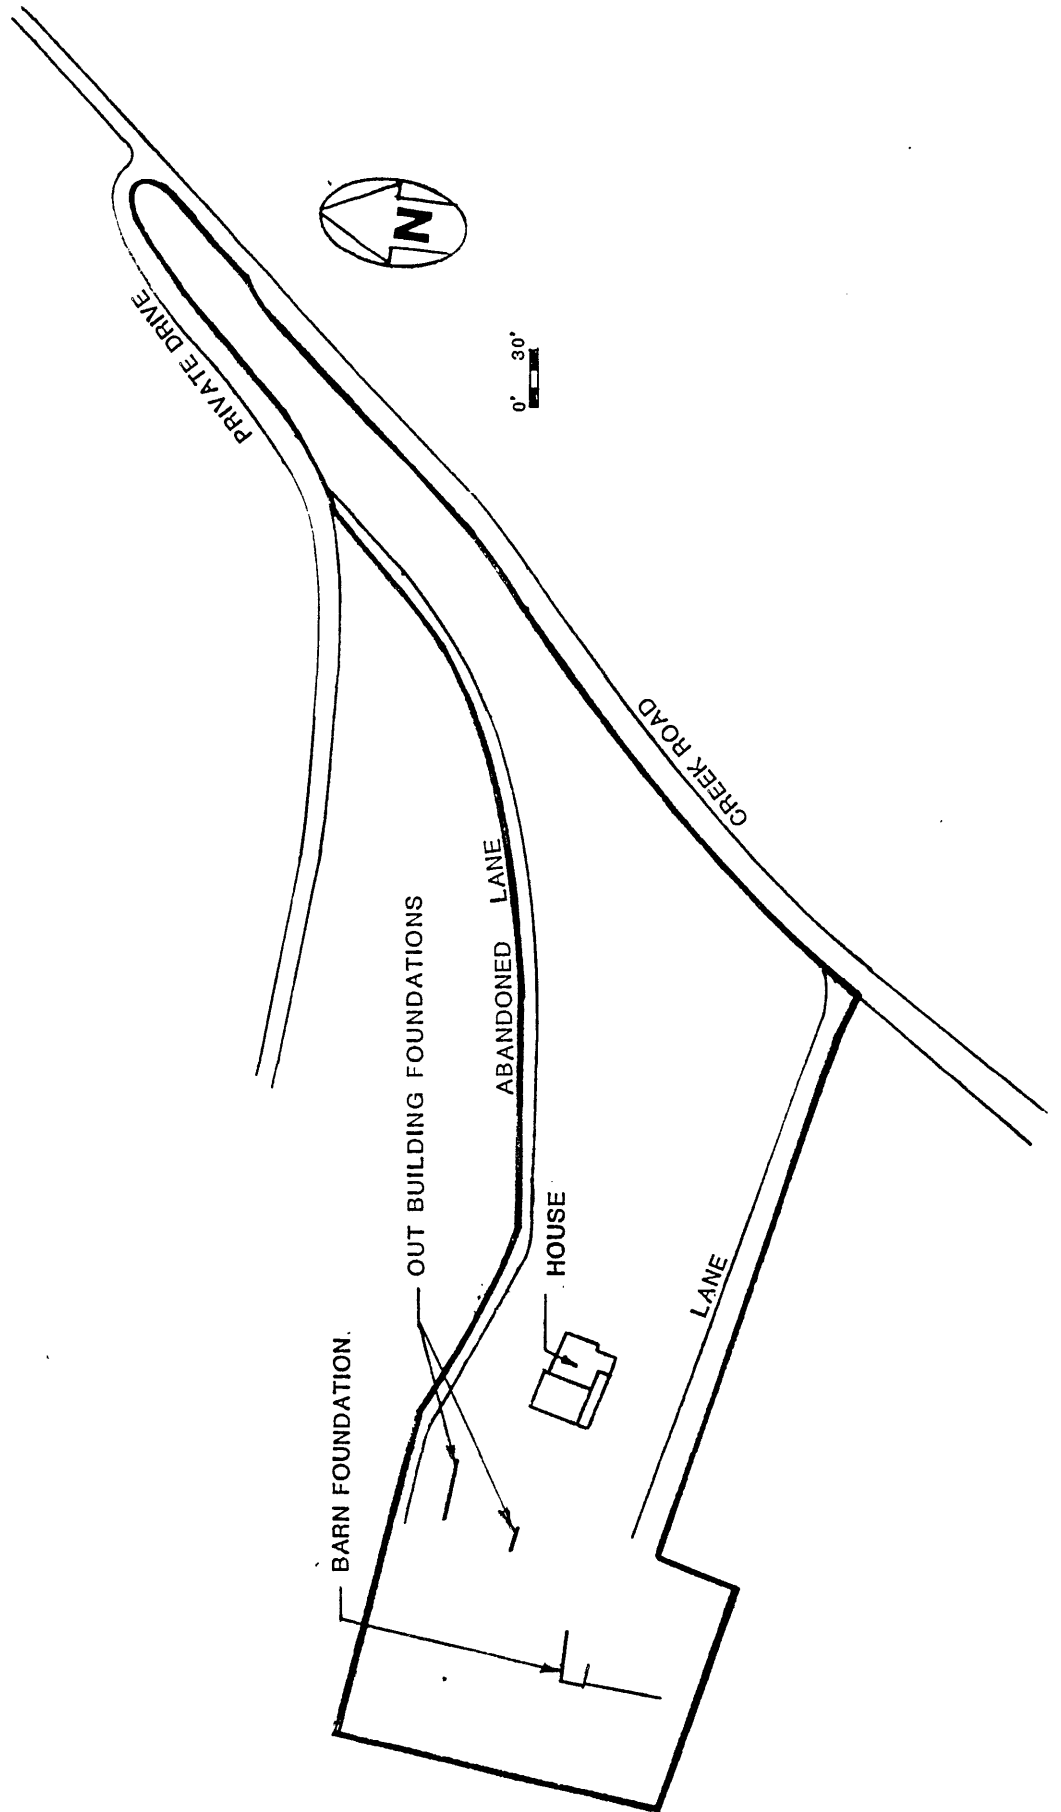 PRIVATE DRIVE
N
0' 30'
CREEK ROAD
ABANDONED LANE
OUT BUILDING FOUNDATIONS
HOUSE
LANE
BARN FOUNDATION.